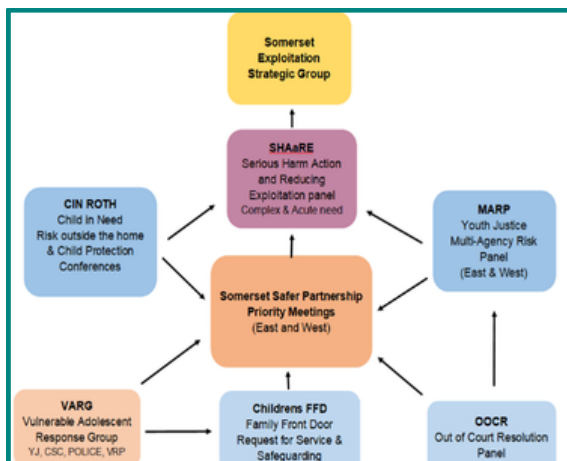 Somerset
Exploitation
Strategic Group
SHAaRE
Serious Harm Action
and Reducing
Exploitation panel
Complex & Acute need
CIN ROTH
Child in Need
Risk outside the home
& Child Protection
Conferences
MARP
Youth Justice
Multi-Agency Risk
Panel
(East & West)
Somerset Safer Partnership
Priority Meetings
(East and West)
VARG
Vulnerable Adolescent
Response Group
YJ, CSC, POLICE, VRP
Childrens FFD
Family Front Door
Request for Service &
Safeguarding
OOCR
Out of Court Resolution
Panel